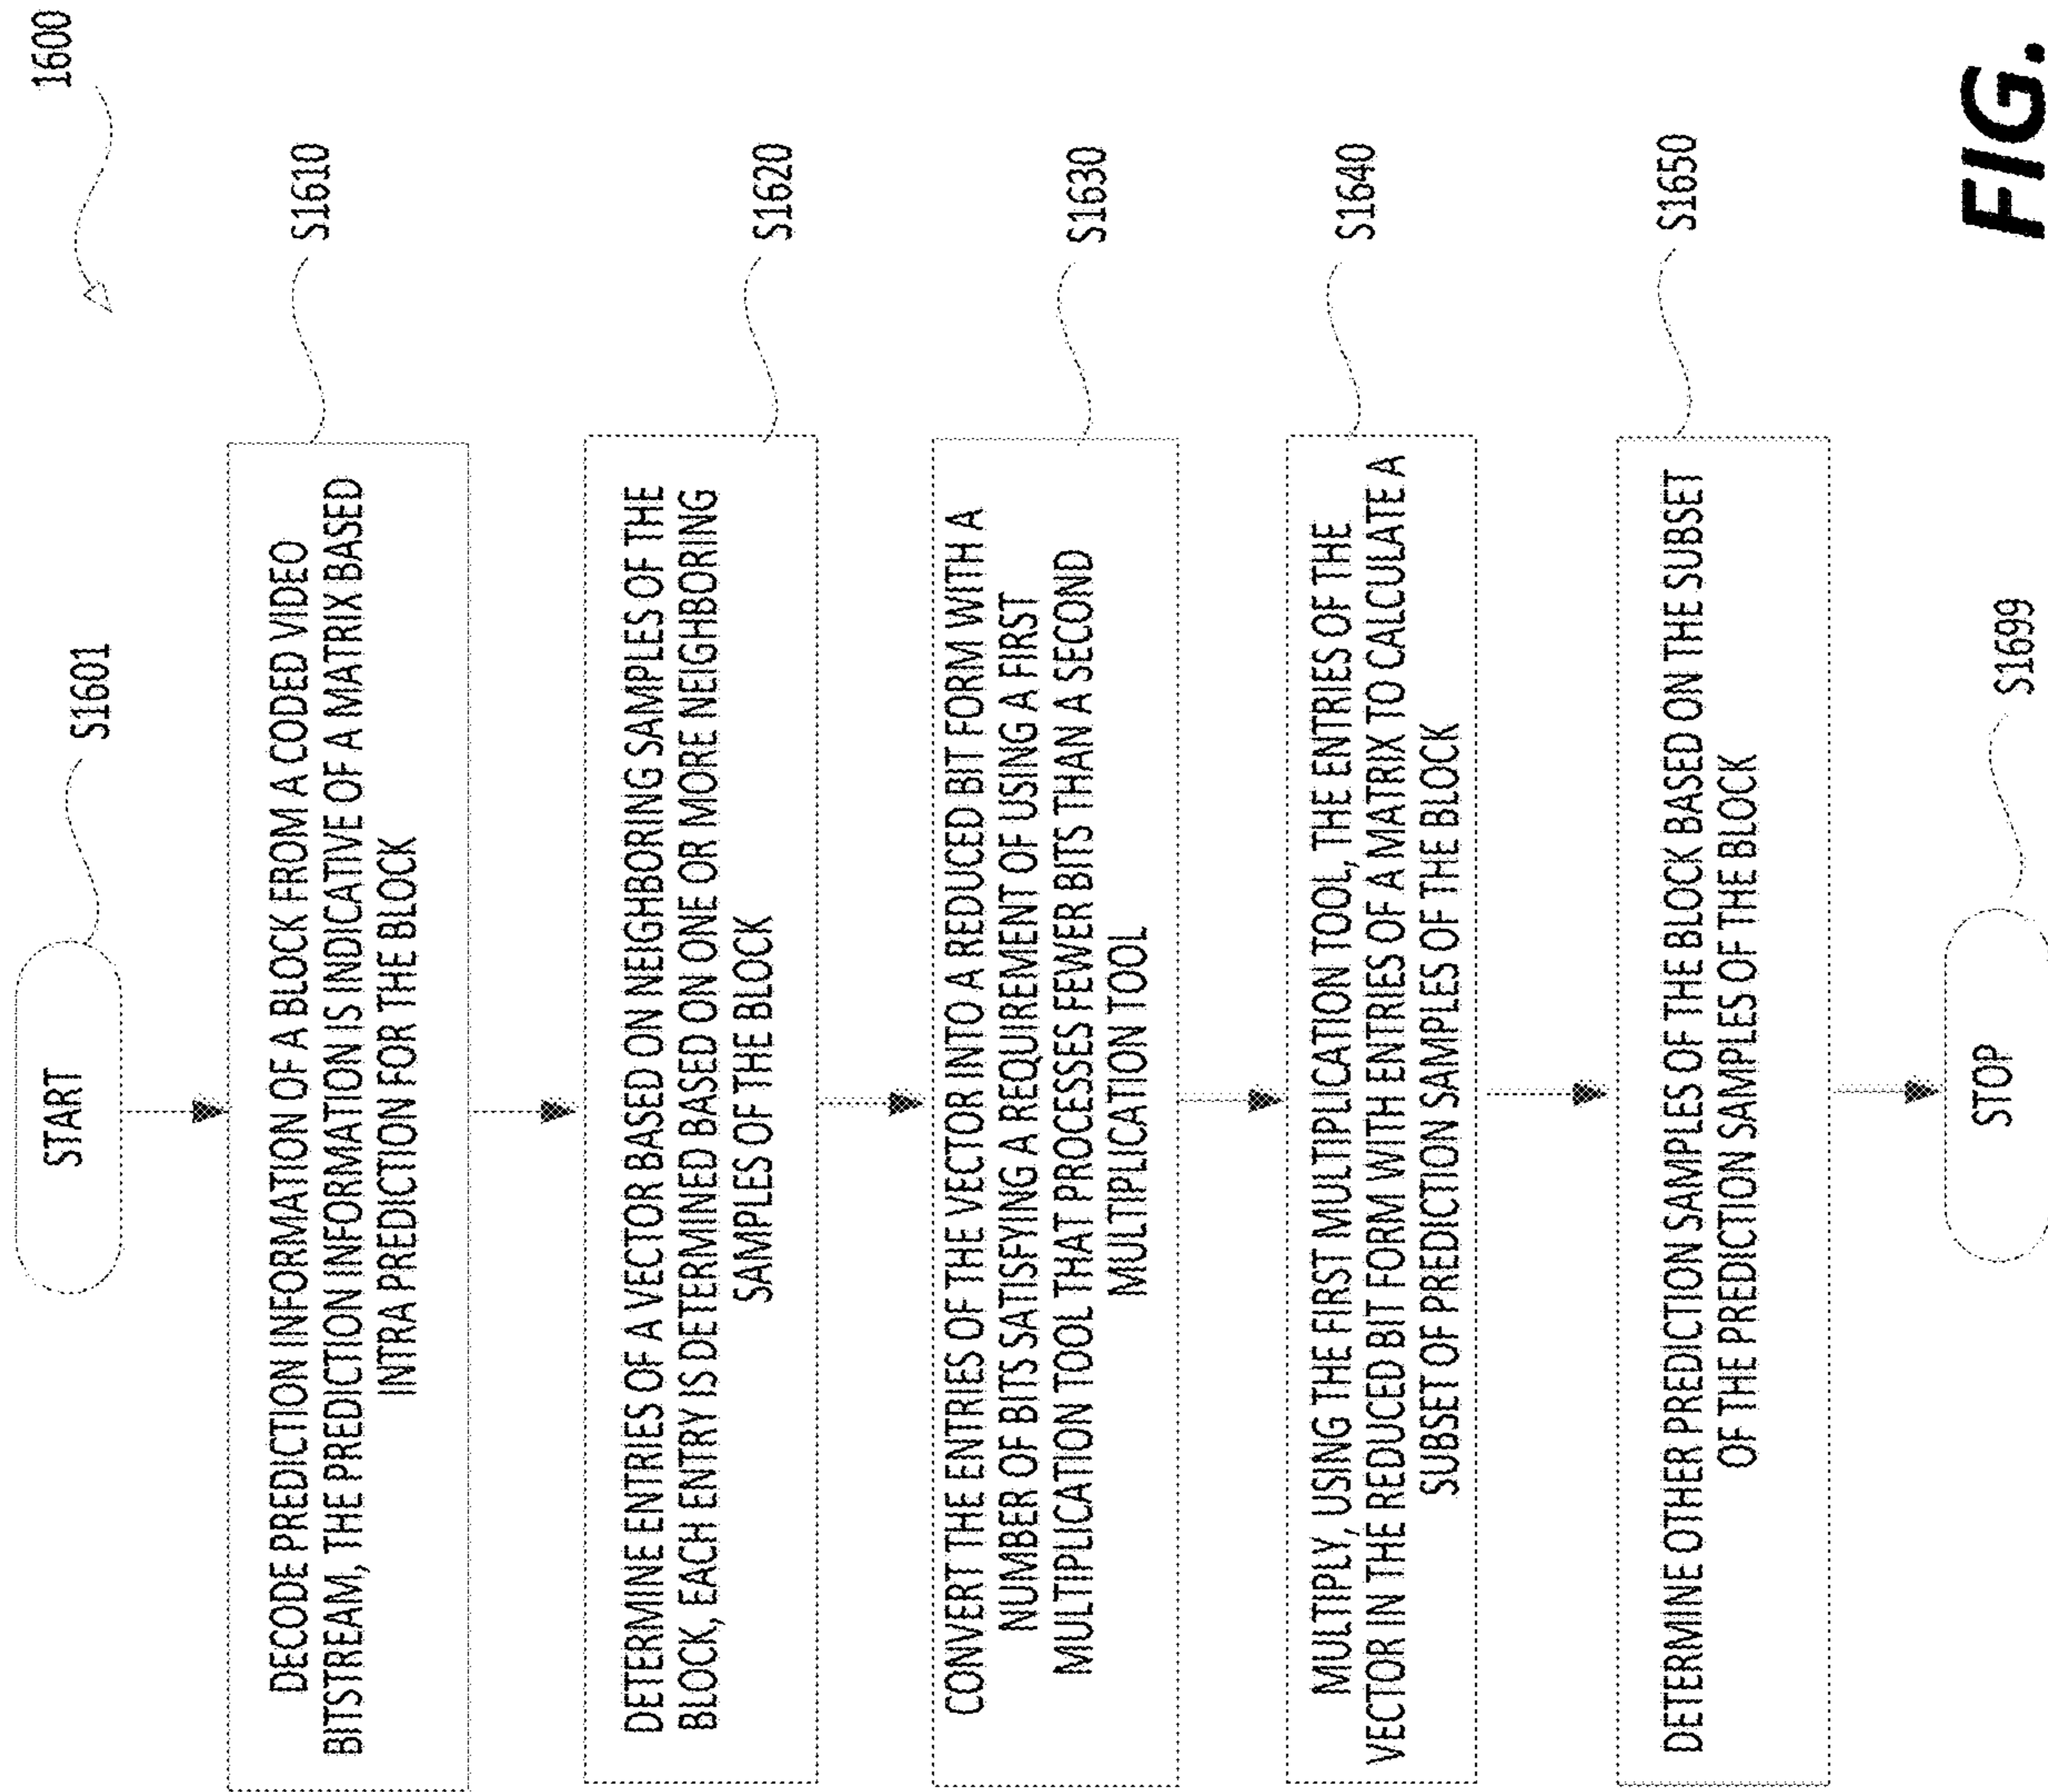 1600
START
S1601
DECODE PREDICTION INFORMATION OF A BLOCK FROM A CODED VIDEO
BITSTREAM, THE PREDICTION INFORMATION IS INDICATIVE OF A MATRIX BASED
INTRA PREDICTION FOR THE BLOCK
S1610
DETERMINE ENTRIES OF A VECTOR BASED ON NEIGHBORING SAMPLES OF THE
BLOCK, EACH ENTRY IS DETERMINED BASED ON ONE OR MORE NEIGHBORING
SAMPLES OF THE BLOCK
S1620
CONVERT THE ENTRIES OF THE VECTOR INTO A REDUCED BIT FORM WITH A
NUMBER OF BITS SATISFYING A REQUIREMENT OF USING A FIRST
MULTIPLICATION TOOL THAT PROCESSES FEWER BITS THAN A SECOND
MULTIPLICATION TOOL
S1630
MULTIPLY, USING THE FIRST MULTIPLICATION TOOL, THE ENTRIES OF THE
VECTOR IN THE REDUCED BIT FORM WITH ENTRIES OF A MATRIX TO CALCULATE A
SUBSET OF PREDICTION SAMPLES OF THE BLOCK
S1640
DETERMINE OTHER PREDICTION SAMPLES OF THE BLOCK BASED ON THE SUBSET
OF THE PREDICTION SAMPLES OF THE BLOCK
S1650
STOP
S1699
FIG.